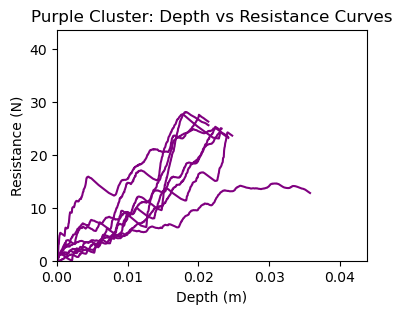 Purple Cluster: Depth vs Resistance Curves
Resistance (N)
40
30
20
10
0
0.00 0.01 0.02 0.03 0.04
Depth (m)